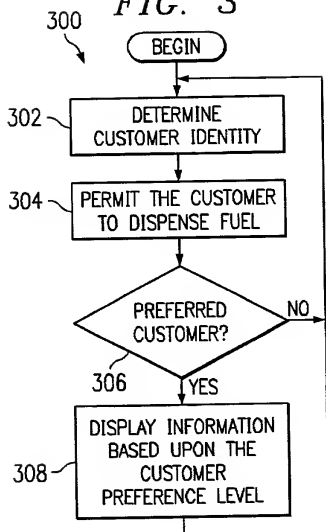 FIG. 3
300
BEGIN
302
DETERMINE
CUSTOMER IDENTITY
304
PERMIT THE CUSTOMER
TO DISPENSE FUEL
PREFERRED
CUSTOMER?
NO
306
YES
308
DISPLAY INFORMATION
BASED UPON THE
CUSTOMER
PREFERENCE LEVEL